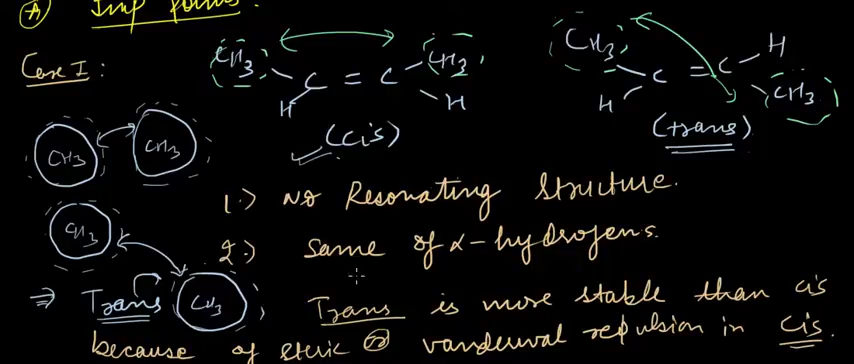 Imp points:
Case I:
CH3 C = C CH3
H H
(Cis)
CH3 C = C H
H CH3
(trans)
CH3 CH3
CH3
CH3
1.) No Resonating Structure.
2.) Same of α-hydrogens.
⇒ Trans Trans is more stable than cis
because of steric or vanderwal repulsion in cis.